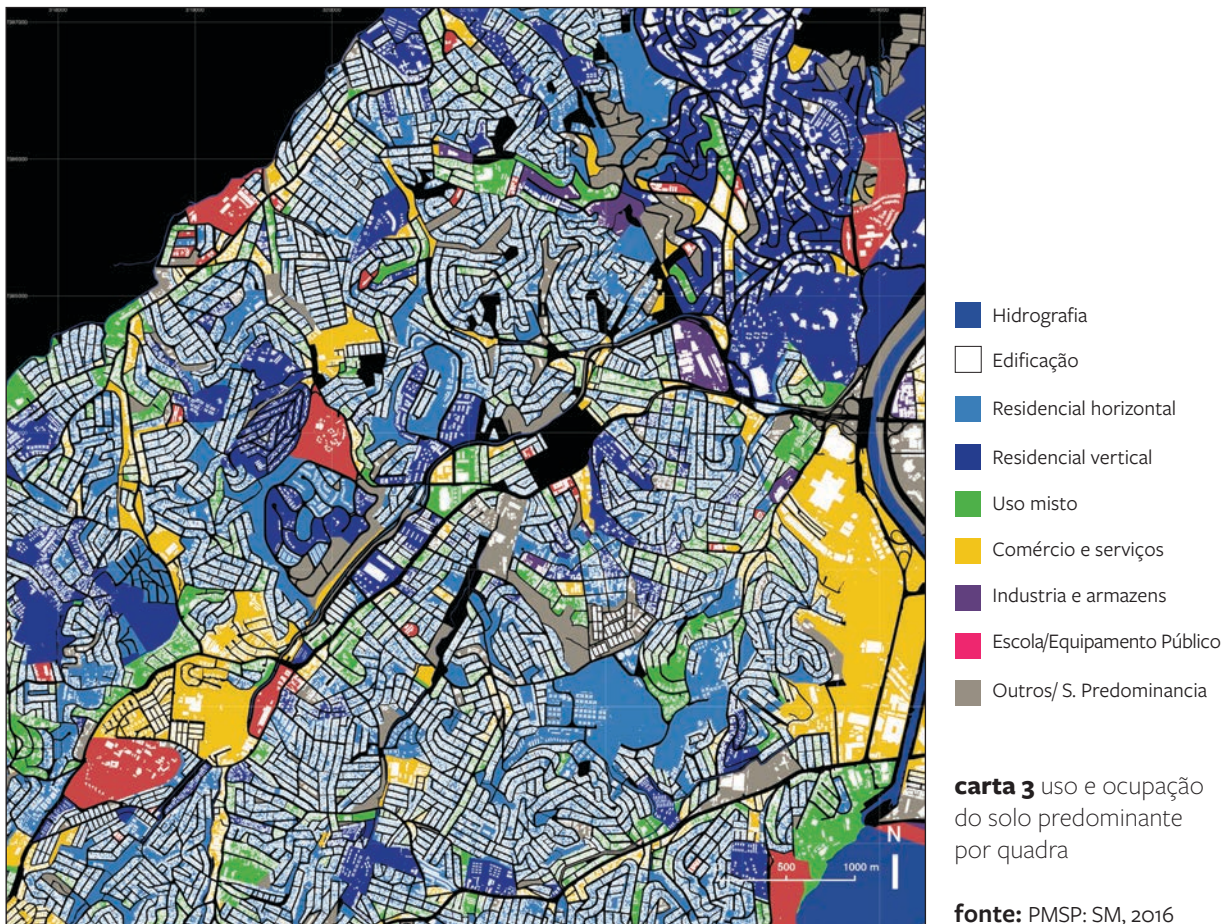 Hidrografia
Edificação
Residencial horizontal
Residencial vertical
Uso misto
Comércio e serviços
Industria e armazens
Escola/Equipamento Público
Outros/ S. Predominancia
carta 3 uso e ocupação
do solo predominante
por quadra
N
500 1000 m
fonte: PMSP: SM, 2016